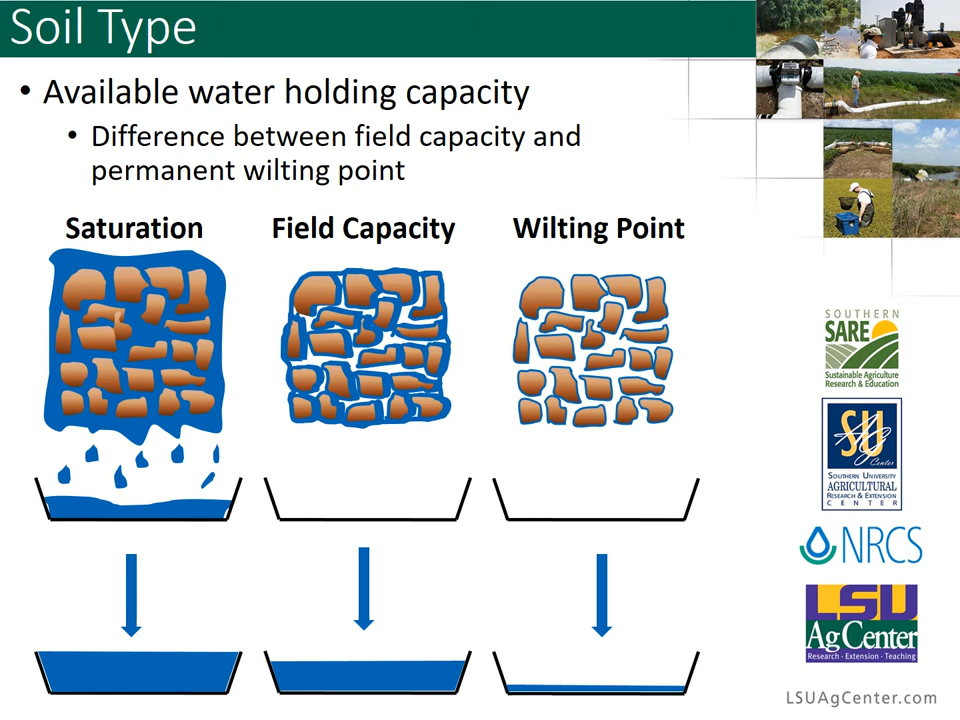 Soil Type
• Available water holding capacity
• Difference between field capacity and
permanent wilting point
Saturation
Field Capacity
Wilting Point
SOUTHERN
SARE
Sustainable Agriculture
Research & Education
SU
Ag
Center
SOUTHERN UNIVERSITY
AGRICULTURAL
RESEARCH & EXTENSION
CENTER
NRCS
LSU
AgCenter
Research · Extension · Teaching
LSUAgCenter.com